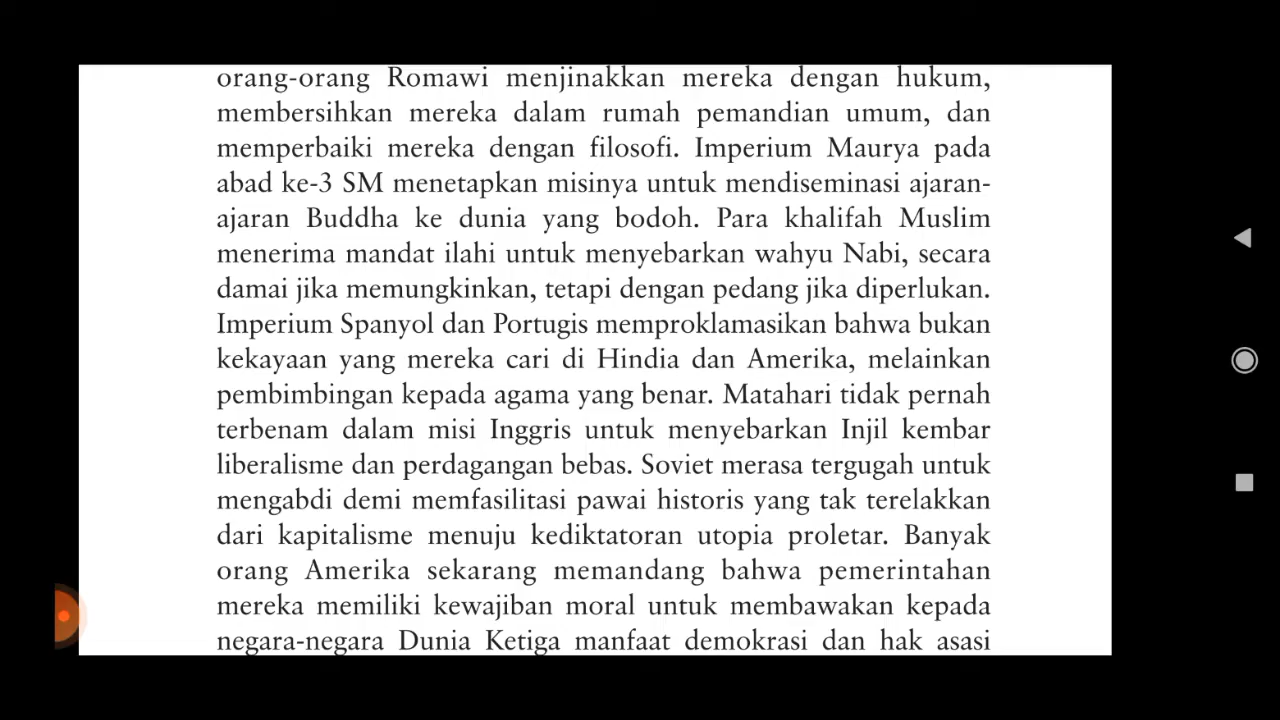 orang-orang Romawi menjinakkan mereka dengan hukum,
membersihkan mereka dalam rumah pemandian umum, dan
memperbaiki mereka dengan filosofi. Imperium Maurya pada
abad ke-3 SM menetapkan misinya untuk mendiseminasi ajaran-
ajaran Buddha ke dunia yang bodoh. Para khalifah Muslim
menerima mandat ilahi untuk menyebarkan wahyu Nabi, secara
damai jika memungkinkan, tetapi dengan pedang jika diperlukan.
Imperium Spanyol dan Portugis memproklamasikan bahwa bukan
kekayaan yang mereka cari di Hindia dan Amerika, melainkan
pembimbingan kepada agama yang benar. Matahari tidak pernah
terbenam dalam misi Inggris untuk menyebarkan Injil kembar
liberalisme dan perdagangan bebas. Soviet merasa tergugah untuk
mengabdi demi memfasilitasi pawai historis yang tak terelakkan
dari kapitalisme menuju kediktatoran utopia proletar. Banyak
orang Amerika sekarang memandang bahwa pemerintahan
mereka memiliki kewajiban moral untuk membawakan kepada
negara-negara Dunia Ketiga manfaat demokrasi dan hak asasi